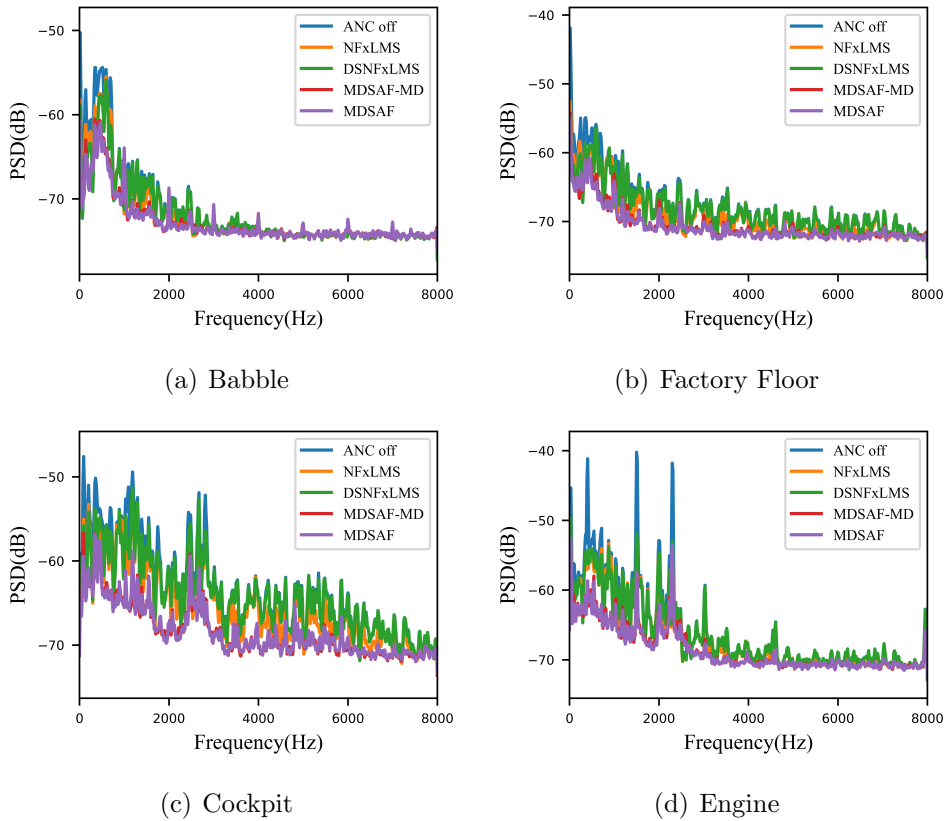 −50
−60
−70
PSD(dB)
ANC off
NFxLMS
DSNFxLMS
MDSAF-MD
MDSAF
0
2000
4000
6000
8000
Frequency(Hz)
(a) Babble
−40
−50
−60
−70
PSD(dB)
ANC off
NFxLMS
DSNFxLMS
MDSAF-MD
MDSAF
0
2000
4000
6000
8000
Frequency(Hz)
(b) Factory Floor
−50
−60
−70
PSD(dB)
ANC off
NFxLMS
DSNFxLMS
MDSAF-MD
MDSAF
0
2000
4000
6000
8000
Frequency(Hz)
(c) Cockpit
−40
−50
−60
−70
PSD(dB)
ANC off
NFxLMS
DSNFxLMS
MDSAF-MD
MDSAF
0
2000
4000
6000
8000
Frequency(Hz)
(d) Engine